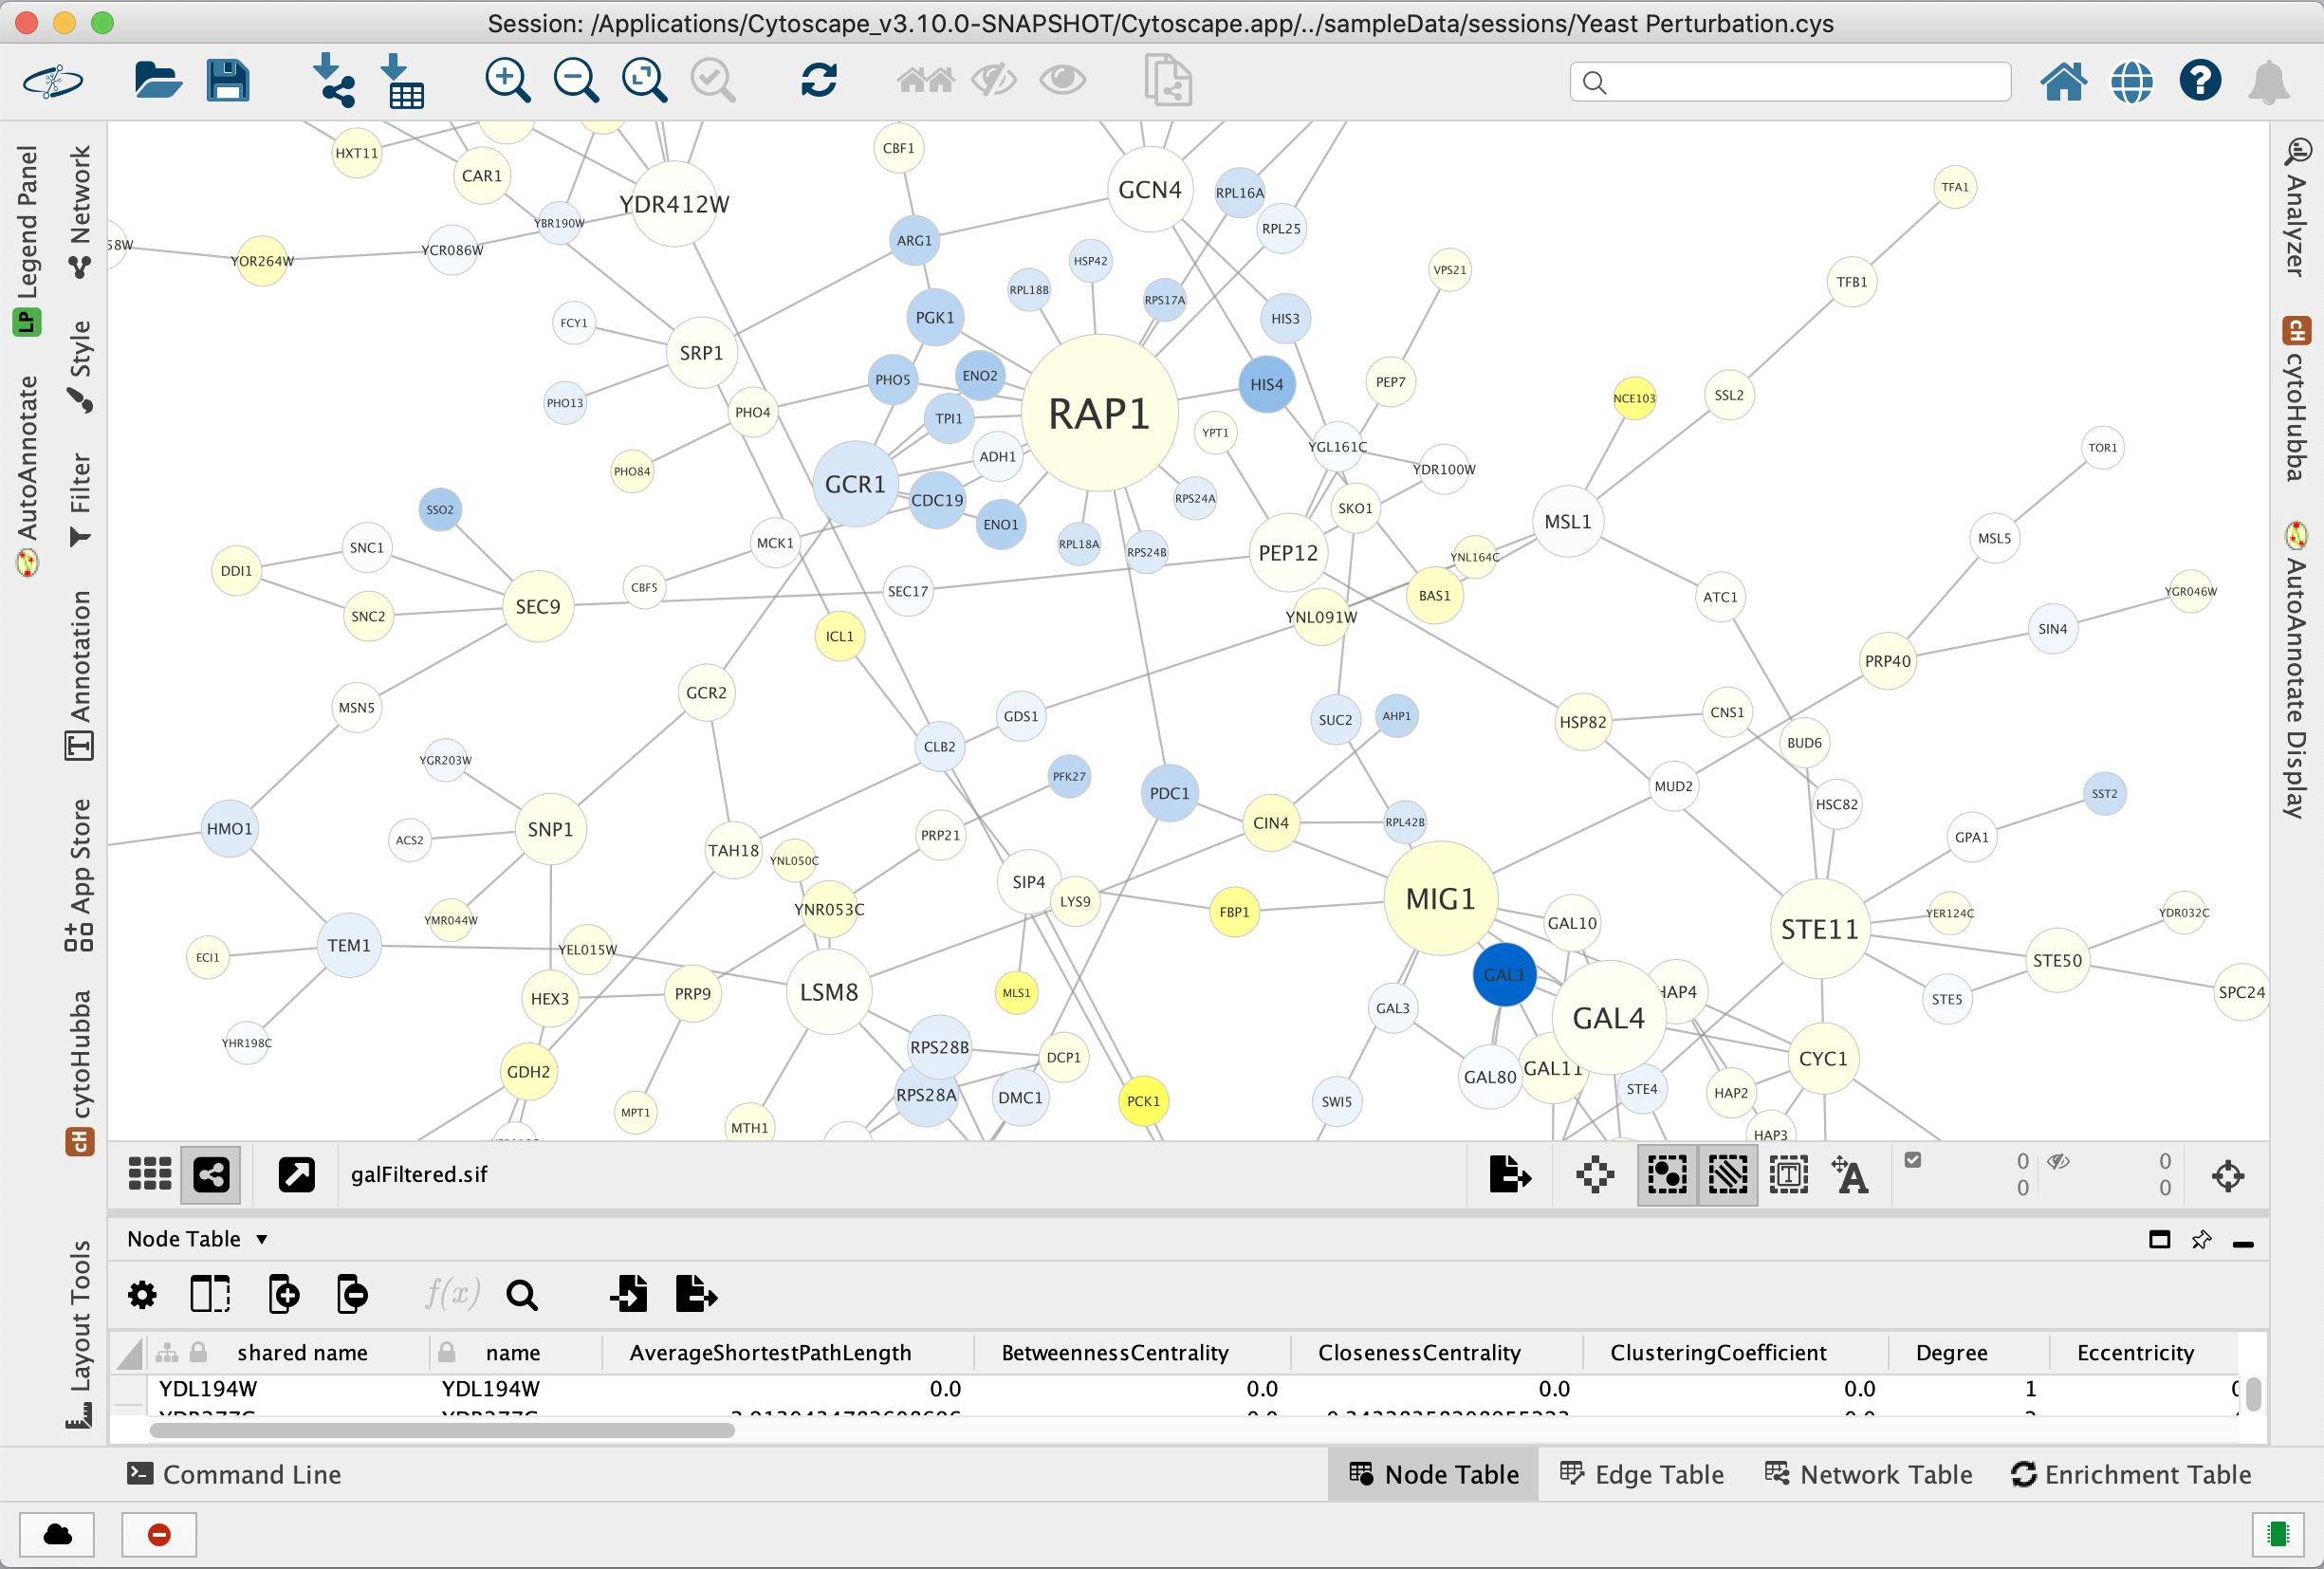 Session: /Applications/Cytoscape_v3.10.0-SNAPSHOT/Cytoscape.app/../sampleData/sessions/Yeast Perturbation.cys
?
LP Legend Panel
AutoAnnotate
Network
Style
Filter
Annotation
App Store
CH cytoHubba
Layout Tools
Analyzer
CH cytoHubba
AutoAnnotate Display
HXT11
CBF1
CAR1
YDR412W
GCN4
RPL16A
TFA1
58W
YBR190W
RPL25
YOR264W
YCR086W
ARG1
HSP42
VPS21
TFB1
RPL18B
RPS17A
FCY1
PGK1
HIS3
SRP1
PHO5
ENO2
HIS4
PEP7
NCE103
SSL2
PHO13
PHO4
TPI1
RAP1
YPT1
YGL161C
TOR1
PHO84
ADH1
YDR100W
GCR1
CDC19
RPS24A
SKO1
SSO2
ENO1
MSL1
MSL5
SNC1
MCK1
RPL18A
RPS24B
PEP12
YNL164C
DDI1
CBF5
SEC17
BAS1
ATC1
YGR046W
SNC2
SEC9
YNL091W
ICL1
SIN4
PRP40
GCR2
MSN5
GDS1
SUC2
AHP1
HSP82
CNS1
CLB2
BUD6
YGR203W
PFK27
PDC1
MUD2
SST2
HSC82
HMO1
SNP1
ACS2
PRP21
CIN4
RPL42B
GPA1
TAH18
YNL050C
SIP4
LYS9
MIG1
YMR044W
YNR053C
FBP1
GAL10
STE11
YER124C
YDR032C
TEM1
YEL015W
ECI1
STE50
GAL1
HEX3
PRP9
LSM8
MLS1
HAP4
STE5
SPC24
GAL3
GAL4
YHR198C
RPS28B
DCP1
CYC1
GDH2
GAL80
GAL11
STE4
RPS28A
DMC1
PCK1
SWI5
HAP2
MPT1
MTH1
HAP3
galFiltered.sif
0
0
0
0
Node Table
f(x)
shared name
name
AverageShortestPathLength
BetweennessCentrality
ClosenessCentrality
ClusteringCoefficient
Degree
Eccentricity
YDL194W
YDL194W
0.0
0.0
0.0
0.0
1
Command Line
Node Table
Edge Table
Network Table
Enrichment Table